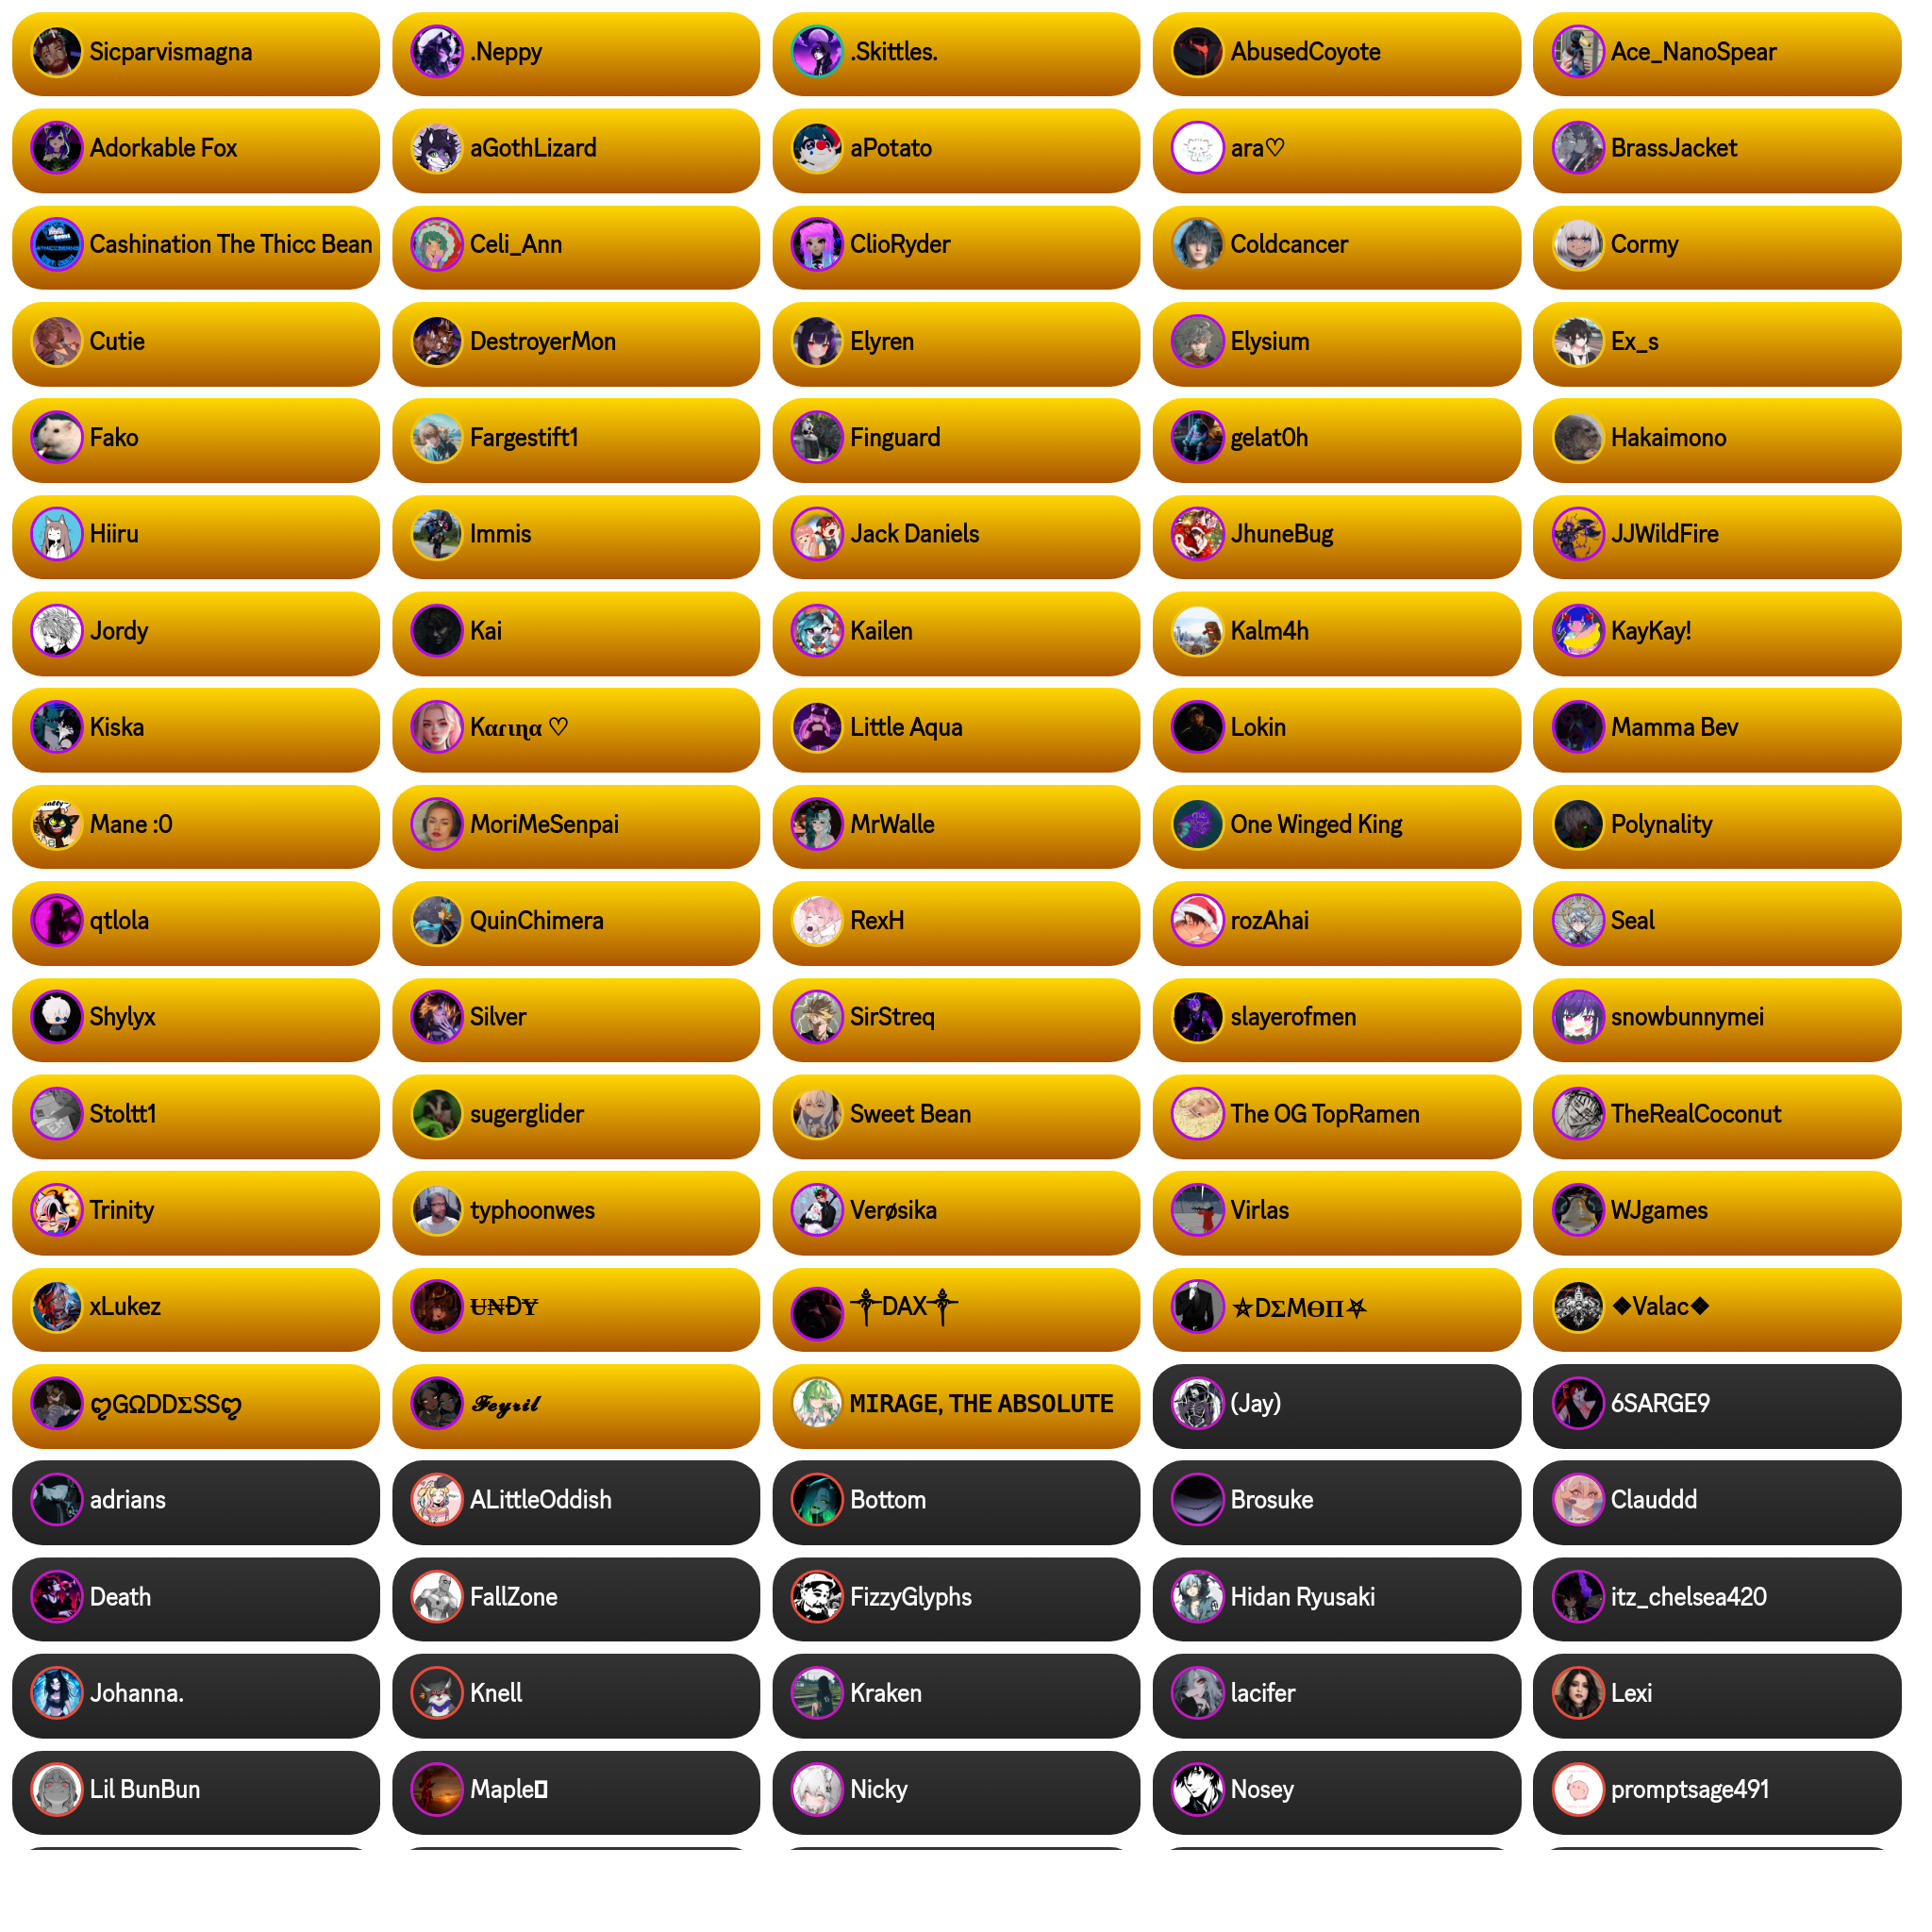 Sicparvismagna
.Neppy
.Skittles.
AbusedCoyote
Ace_NanoSpear
Adorkable Fox
aGothLizard
aPotato
ara♡
BrassJacket
Cashination The Thicc Bean
Celi_Ann
ClioRyder
Coldcancer
Cormy
Cutie
DestroyerMon
Elyren
Elysium
Ex_s
Fako
Fargestift1
Finguard
gelat0h
Hakaimono
Hiiru
Immis
Jack Daniels
JhuneBug
JJWildFire
Jordy
Kai
Kailen
Kalm4h
KayKay!
Kiska
Kαɾιɳα ♡
Little Aqua
Lokin
Mamma Bev
Mane :0
MoriMeSenpai
MrWalle
One Winged King
Polynality
qtlola
QuinChimera
RexH
rozAhai
Seal
Shylyx
Silver
SirStreq
slayerofmen
snowbunnymei
Stoltt1
sugerglider
Sweet Bean
The OG TopRamen
TheRealCoconut
Trinity
typhoonwes
Verøsika
Virlas
WJgames
xLukez
Ʉ₦ĐɎ
༒DAX༒
⛥DΣMѲΠ⛧
❖Valac❖
ლGΩDDΣSSლ
𝓕𝓮𝔂𝓻𝓲𝓵
MIRAGE, THE ABSOLUTE
(Jay)
6SARGE9
adrians
ALittleOddish
Bottom
Brosuke
Clauddd
Death
FallZone
FizzyGlyphs
Hidan Ryusaki
itz_chelsea420
Johanna.
Knell
Kraken
lacifer
Lexi
Lil BunBun
Maple
Nicky
Nosey
promptsage491